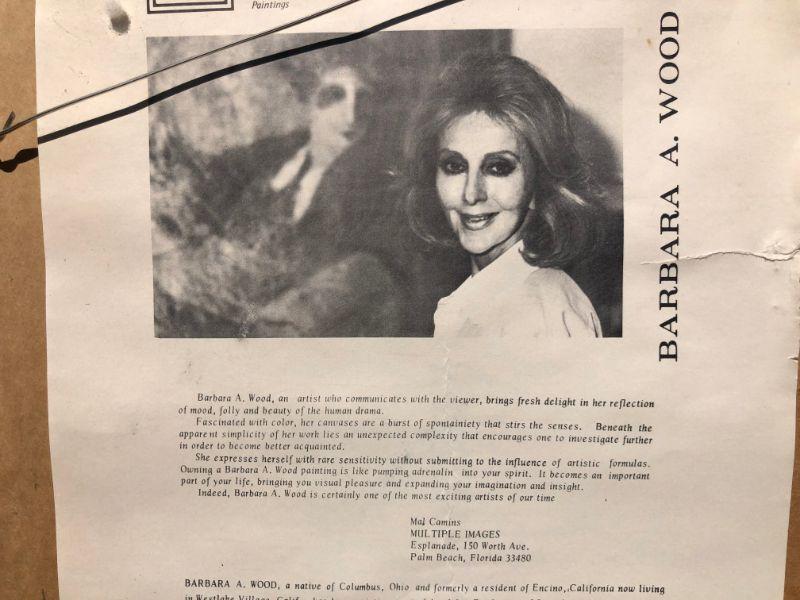 Paintings
BARBARA A. WOOD
Barbara A. Wood, an artist who communicates with the viewer, brings fresh delight in her reflection
of mood, folly and beauty of the human drama.
Fascinated with color, her canvases are a burst of spontainiety that stirs the senses. Beneath the
apparent simplicity of her work lies an unexpected complexity that encourages one to investigate further
in order to become better acquainted.
She expresses herself with rare sensitivity without submitting to the influence of artistic formulas.
Owning a Barbara A. Wood painting is like pumping adrenalin into your spirit. It becomes an important
part of your life, bringing you visual pleasure and expanding your imagination and insight.
Indeed, Barbara A. Wood is certainly one of the most exciting artists of our time
Mal Camins
MULTIPLE IMAGES
Esplanade, 150 Worth Ave.
Palm Beach, Florida 33480
BARBARA A. WOOD, a native of Columbus, Ohio and formerly a resident of Encino,.California now living
in Westlake Village, Calif.